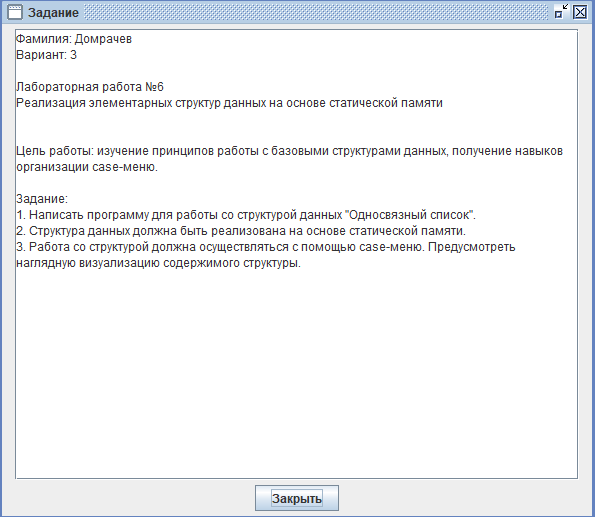 Задание
Фамилия: Домрачев
Вариант: 3
Лабораторная работа №6
Реализация элементарных структур данных на основе статической памяти
Цель работы: изучение принципов работы с базовыми структурами данных, получение навыков
организации case-меню.
Задание:
1. Написать программу для работы со структурой данных "Односвязный список".
2. Структура данных должна быть реализована на основе статической памяти.
3. Работа со структурой должна осуществляться с помощью case-меню. Предусмотреть
наглядную визуализацию содержимого структуры.
Закрыть